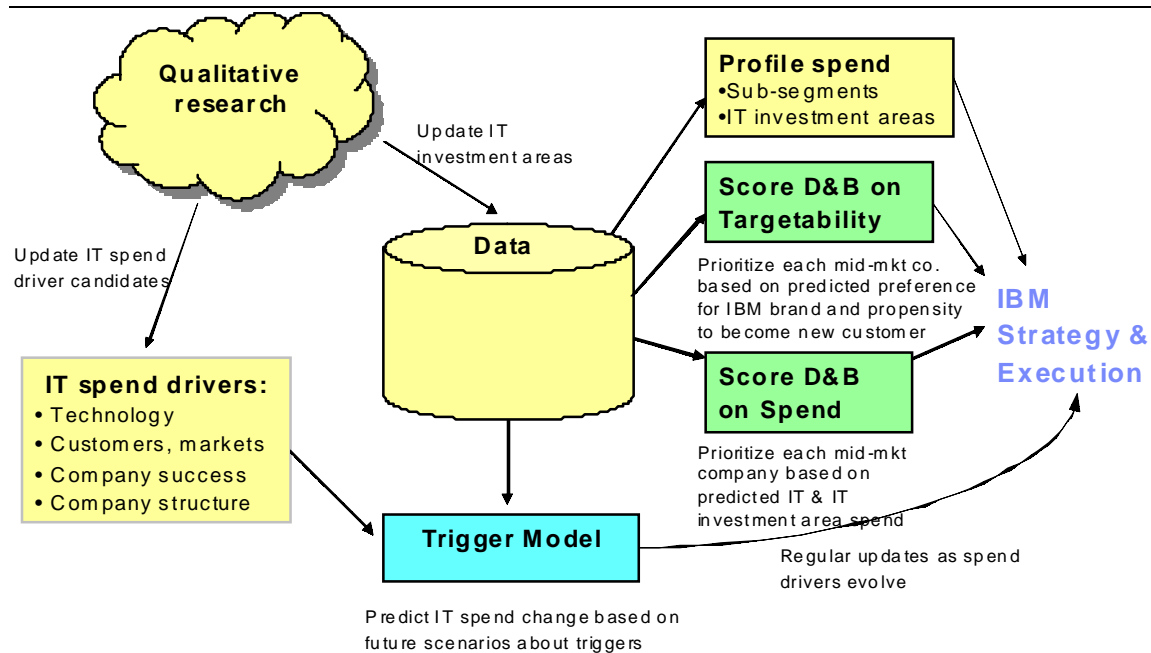 Qualitative
research
Update IT
investment areas
Profile spend
•Sub-segments
•IT investment areas
Score D&B on
Targetability
Prioritize each mid-mkt co.
based on predicted preference
for IBM brand and propensity
to become new customer
Data
Update IT spend
driver candidates
IBM
Strategy &
Execution
IT spend drivers:
• Technology
• Customers, markets
• Company success
• Company structure
Score D&B
on Spend
Prioritize each mid-mkt
company based on
predicted IT & IT
investment area spend
Trigger Model
Regular updates as spend
drivers evolve
Predict IT spend change based on
future scenarios about triggers